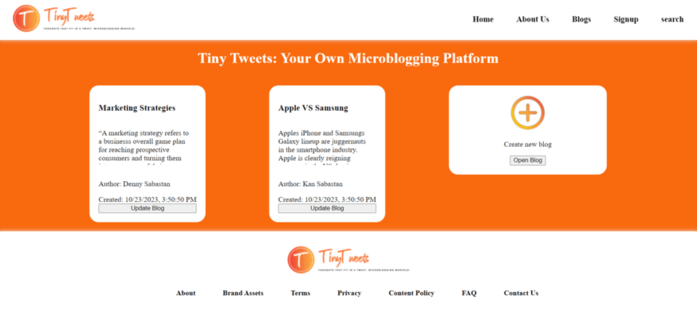 TinyTweets
Home About Us Blogs Signup search
Tiny Tweets: Your Own Microblogging Platform
Marketing Strategies
“A marketing strategy refers to
a businesss overall game plan
for reaching prospective
consumers and turning them
Author: Denny Sabastan
Created: 10/23/2023, 3:50:50 PM
Update Blog
Apple VS Samsung
Apples iPhone and Samsungs
Galaxy lineup are juggernauts
in the smartphone industry.
Apple is clearly reigning
Author: Kan Sabastan
Created: 10/23/2023, 3:50:50 PM
Update Blog
Create new blog
Open Blog
TinyTweets
About Brand Assets Terms Privacy Content Policy FAQ Contact Us